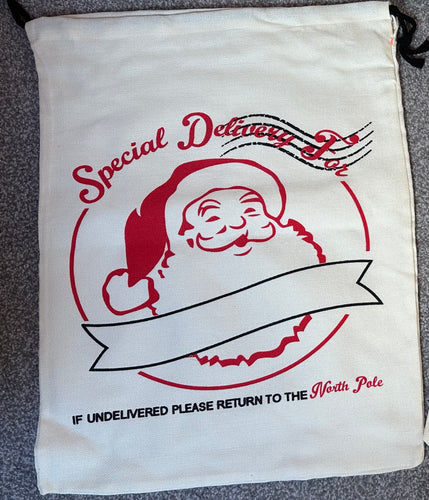 Special Delivery For
IF UNDELIVERED PLEASE RETURN TO THE North Pole